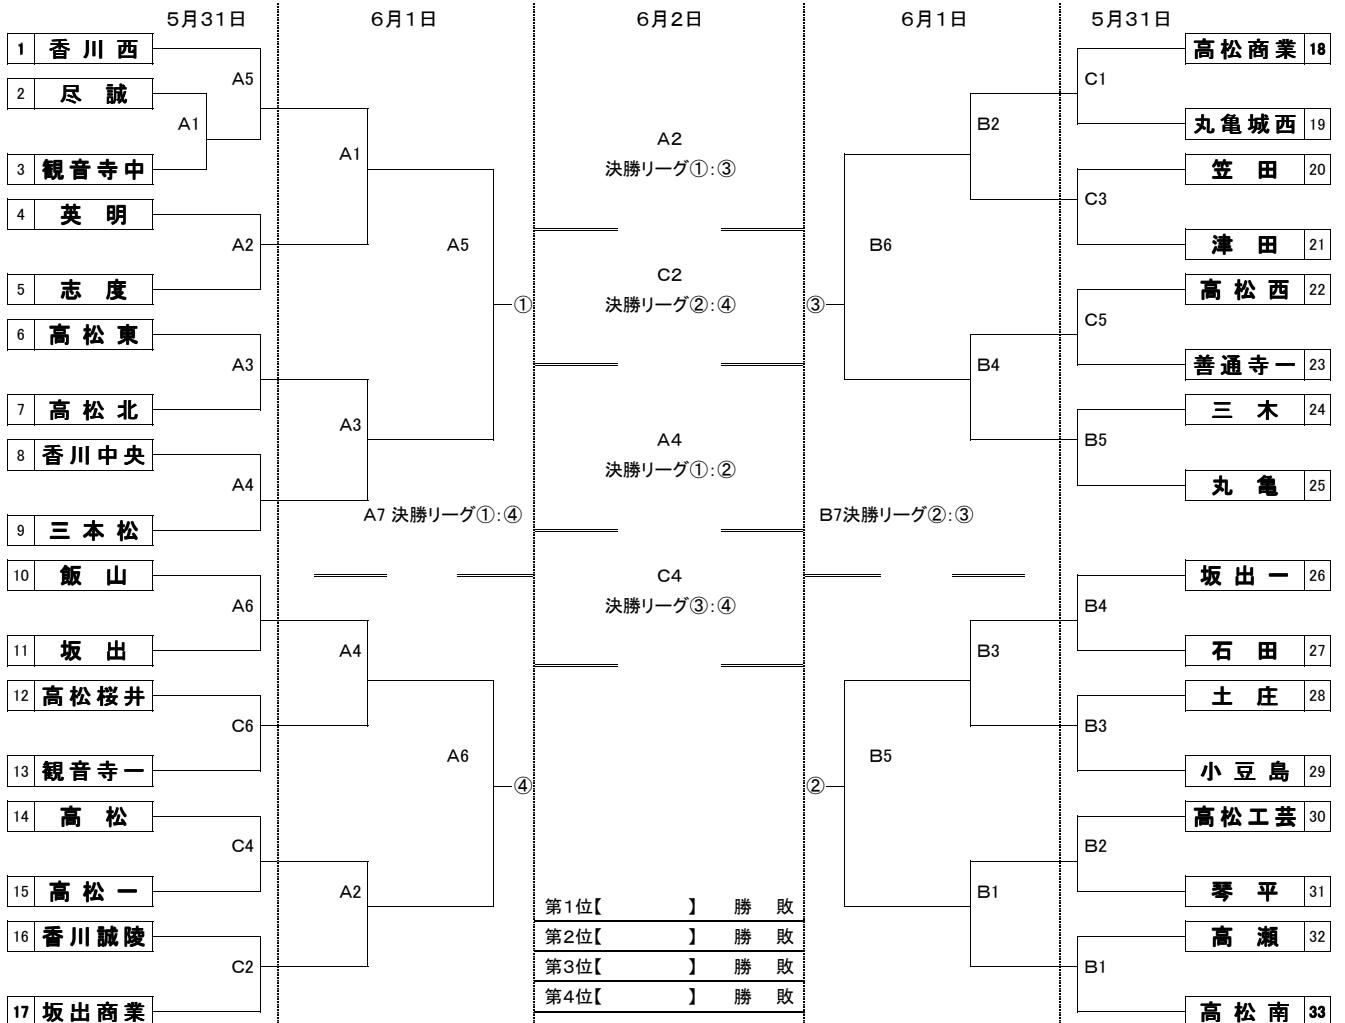 5月31日 6月1日 6月2日 6月1日 5月31日
1 香川西
A5
2 尽誠
A1
3 観音寺中
A1
4 英明
A2
5 志度
A5
6 高松東
A3
7 高松北
A3
8 香川中央
A4
9 三本松
①
A7 決勝リーグ①:④
10 飯山
A6
11 坂出
A4
12 高松桜井
C6
13 観音寺一
A6
④
14 高松
C4
15 高松一
A2
16 香川誠陵
C2
17 坂出商業
A2
決勝リーグ①:③
C2
決勝リーグ②:④
A4
決勝リーグ①:②
C4
決勝リーグ③:④
第1位【 】 勝 敗
第2位【 】 勝 敗
第3位【 】 勝 敗
第4位【 】 勝 敗
高松商業 18
C1
丸亀城西 19
B2
笠田 20
C3
津田 21
B6
③
高松西 22
C5
善通寺一 23
B4
三木 24
B5
丸亀 25
B7決勝リーグ②:③
坂出一 26
B4
石田 27
B3
土庄 28
B3
小豆島 29
B5
②
高松工芸 30
B2
琴平 31
B1
高瀬 32
B1
高松南 33